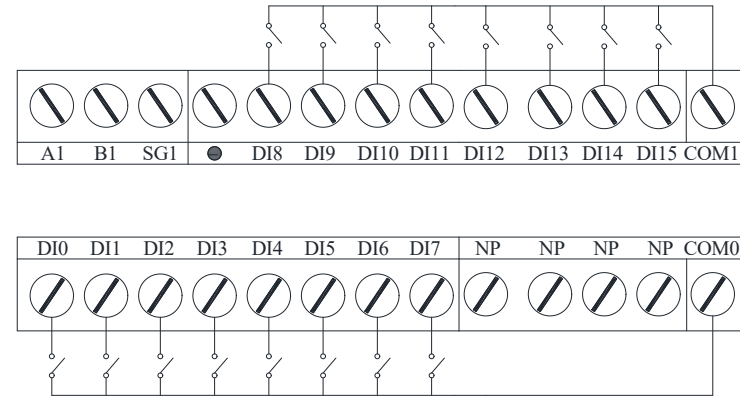 A1 B1 SG1 DI8 DI9 DI10 DI11 DI12 DI13 DI14 DI15 COM1
DI0 DI1 DI2 DI3 DI4 DI5 DI6 DI7 NP NP NP NP COM0